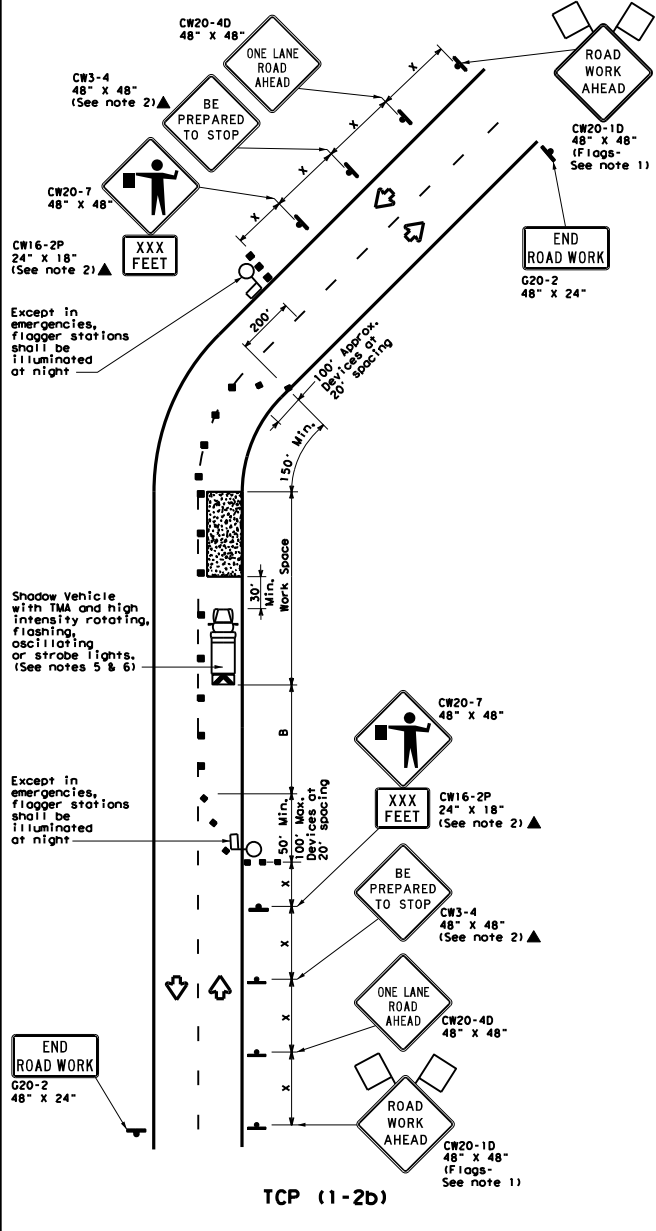 CW20-4D
48" X 48"
ONE LANE
ROAD
AHEAD
ROAD
WORK
AHEAD
CW3-4
48" X 48"
(See note 2)▲
BE
PREPARED
TO STOP
X
X
X
X
CW20-1D
48" X 48"
(Flags-
See note 1)
CW20-7
48" X 48"
XXX
FEET
CW16-2P
24" X 18"
(See note 2)▲
END
ROAD WORK
G20-2
48" X 24"
Except in
emergencies,
flagger stations
shall be
illuminated
at night
200'
100' Approx.
Devices at
20' spacing
150' Min.
Work Space
30'
Min.
Shadow Vehicle
with TMA and high
intensity rotating,
flashing,
oscillating
or strobe lights.
(See notes 5 & 6)
B
CW20-7
48" X 48"
Except in
emergencies,
flagger stations
shall be
illuminated
at night
50' Min.
100' Max.
Devices at
20' spacing
XXX
FEET
CW16-2P
24" X 18"
(See note 2)▲
X
BE
PREPARED
TO STOP
CW3-4
48" X 48"
(See note 2)▲
X
X
ONE LANE
ROAD
AHEAD
CW20-4D
48" X 48"
X
END
ROAD WORK
G20-2
48" X 24"
ROAD
WORK
AHEAD
CW20-1D
48" X 48"
(Flags-
See note 1)
TCP (1-2b)